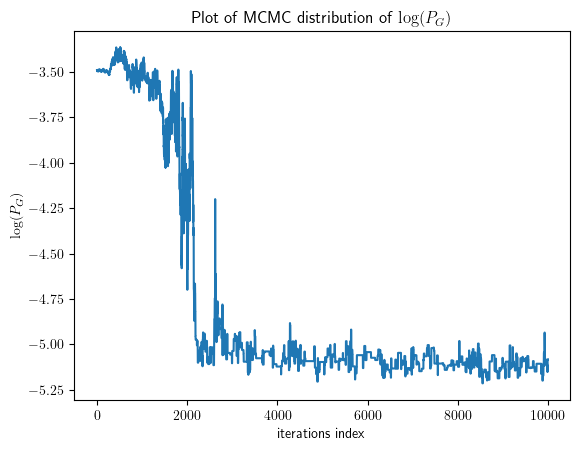 Plot of MCMC distribution of log(P_G)
log(P_G)
−3.50
−3.75
−4.00
−4.25
−4.50
−4.75
−5.00
−5.25
0 2000 4000 6000 8000 10000
iterations index